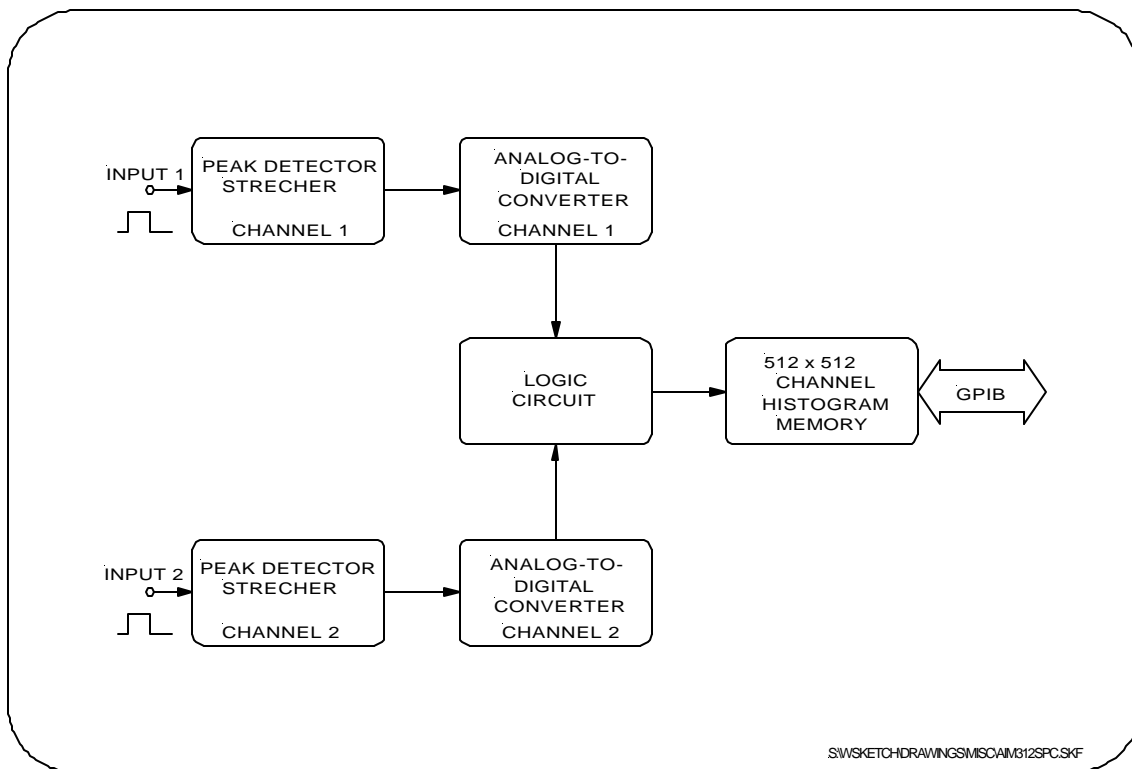 INPUT 1
PEAK DETECTOR
STRECHER
CHANNEL 1
ANALOG-TO-
DIGITAL
CONVERTER
CHANNEL 1
LOGIC
CIRCUIT
512 x 512
CHANNEL
HISTOGRAM
MEMORY
GPIB
INPUT 2
PEAK DETECTOR
STRECHER
CHANNEL 2
ANALOG-TO-
DIGITAL
CONVERTER
CHANNEL 2
S:\WSKETCH\DRAWINGS\MISC\AIM312SPC.SKF